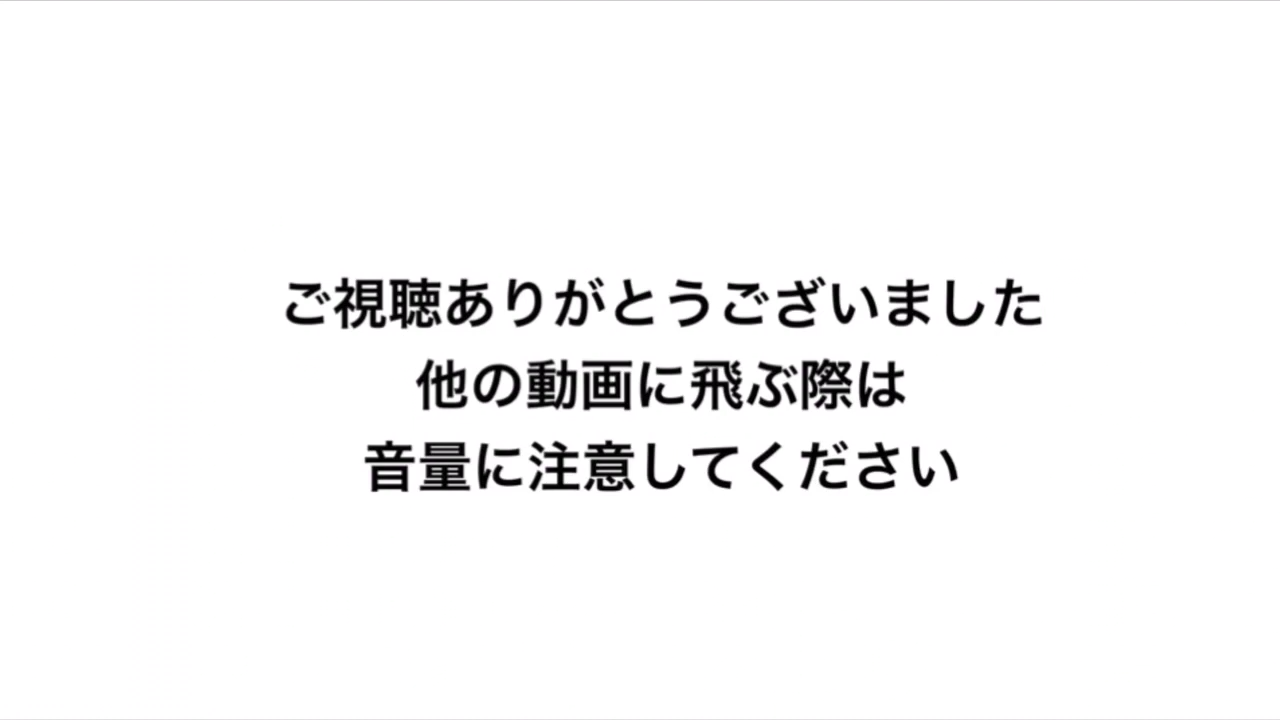 ご視聴ありがとうございました
他の動画に飛ぶ際は
音量に注意してください